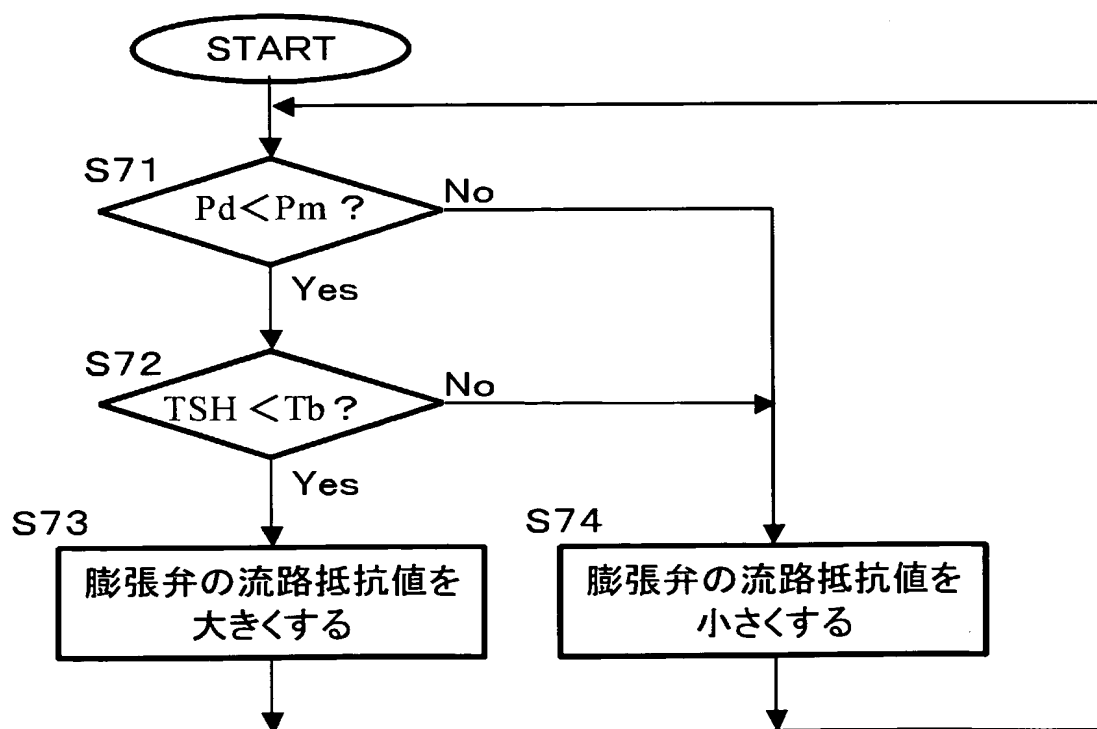 START
S71
Pd＜Pm？
No
Yes
S72
TSH＜Tb？
No
Yes
S73
膨張弁の流路抵抗値を
大きくする
S74
膨張弁の流路抵抗値を
小さくする